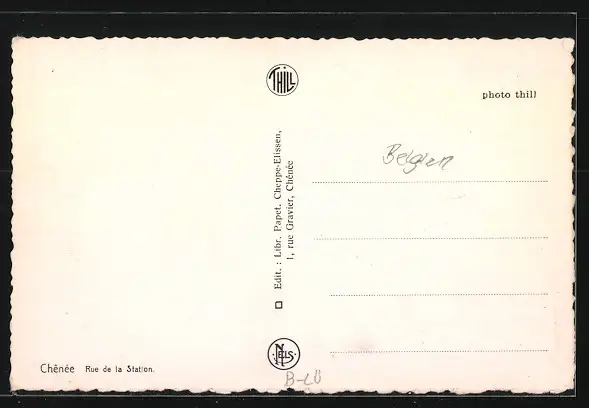 THILL
photo thill
Belgien
Edit. : Libr. Papet. Cheppe-Elissen,
1, rue Gravier, Chênée
NELS
Chênée Rue de la Station.
B-LÜ